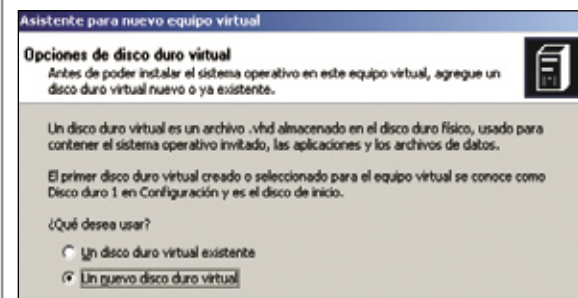 Asistente para nuevo equipo virtual
Opciones de disco duro virtual
Antes de poder instalar el sistema operativo en este equipo virtual, agregue un
disco duro virtual nuevo o ya existente.
Un disco duro virtual es un archivo .vhd almacenado en el disco duro físico, usado para
contener el sistema operativo invitado, las aplicaciones y los archivos de datos.
El primer disco duro virtual creado o seleccionado para el equipo virtual se conoce como
Disco duro 1 en Configuración y es el disco de inicio.
¿Qué desea usar?
Un disco duro virtual existente
Un nuevo disco duro virtual